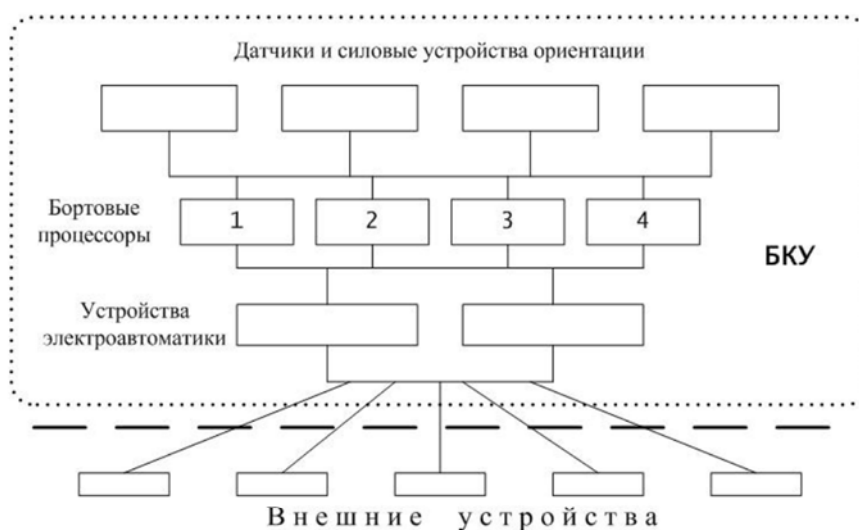 Датчики и силовые устройства ориентации
Бортовые
процессоры
1 2 3 4
БКУ
Устройства
электроавтоматики
Внешние устройства